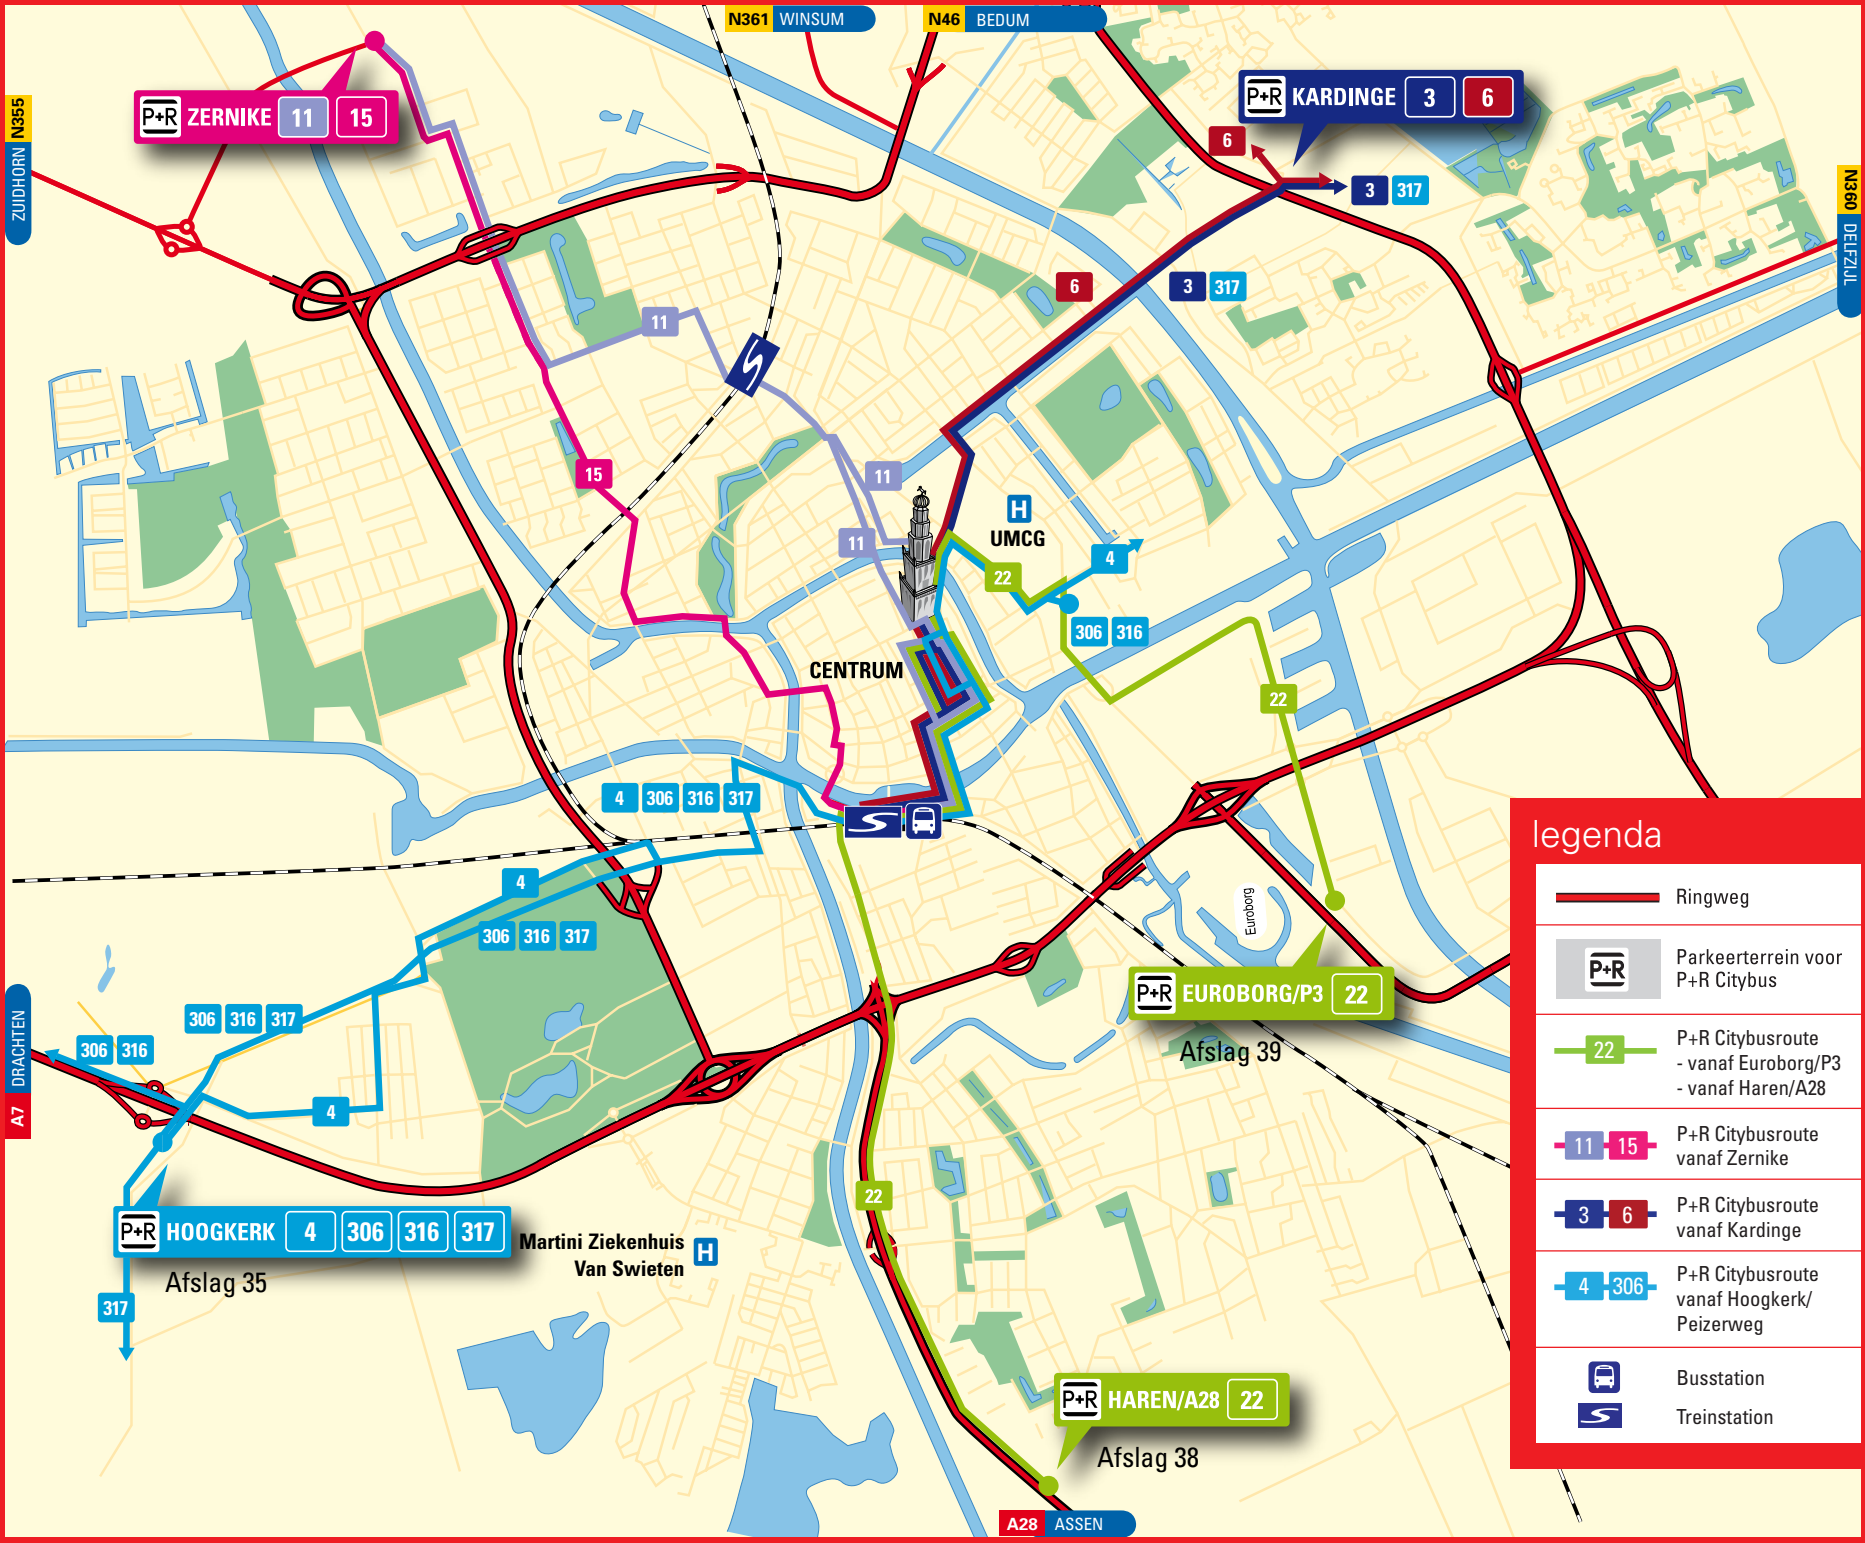 N361 WINSUM
N46 BEDUM
N355
ZUIDHORN
P+R ZERNIKE 11 15
P+R KARDINGE 3 6
6
3 317
N360
DELFZIJL
6
3 317
11
15
11
11
H
UMCG
4
22
306 316
CENTRUM
22
4 306 316 317
4
306 316 317
306 316 317
306 316
4
DRACHTEN
A7
Euroborg
P+R EUROBORG/P3 22
Afslag 39
P+R HOOGKERK 4 306 316 317
Afslag 35
317
Martini Ziekenhuis
Van Swieten
H
22
P+R HAREN/A28 22
Afslag 38
A28 ASSEN
legenda
Ringweg
P+R
Parkeerterrein voor
P+R Citybus
22
P+R Citybusroute
- vanaf Euroborg/P3
- vanaf Haren/A28
11 15
P+R Citybusroute
vanaf Zernike
3 6
P+R Citybusroute
vanaf Kardinge
4 306
P+R Citybusroute
vanaf Hoogkerk/
Peizerweg
Busstation
Treinstation